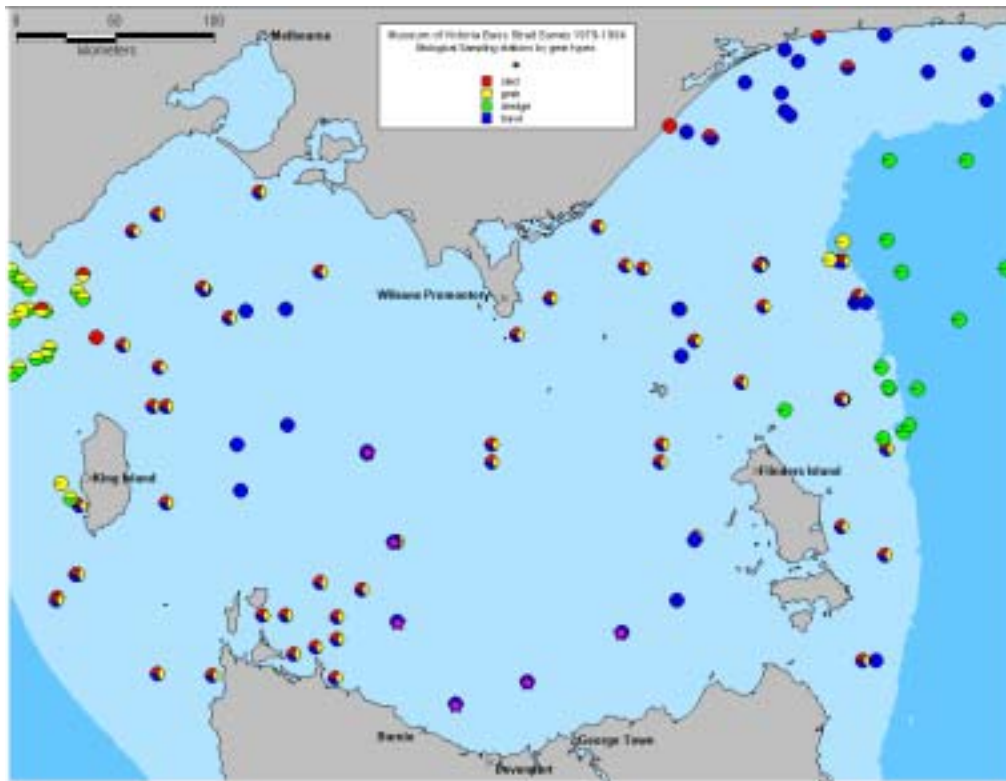 0 50 100
kilometers
Melbourne
Museum of Victoria Bass Strait Survey 1979-1984
Biological Sampling stations by gear types
sled
grab
dredge
trawl
Wilsons Promontory
King Island
Flinders Island
Burnie
George Town
Devonport